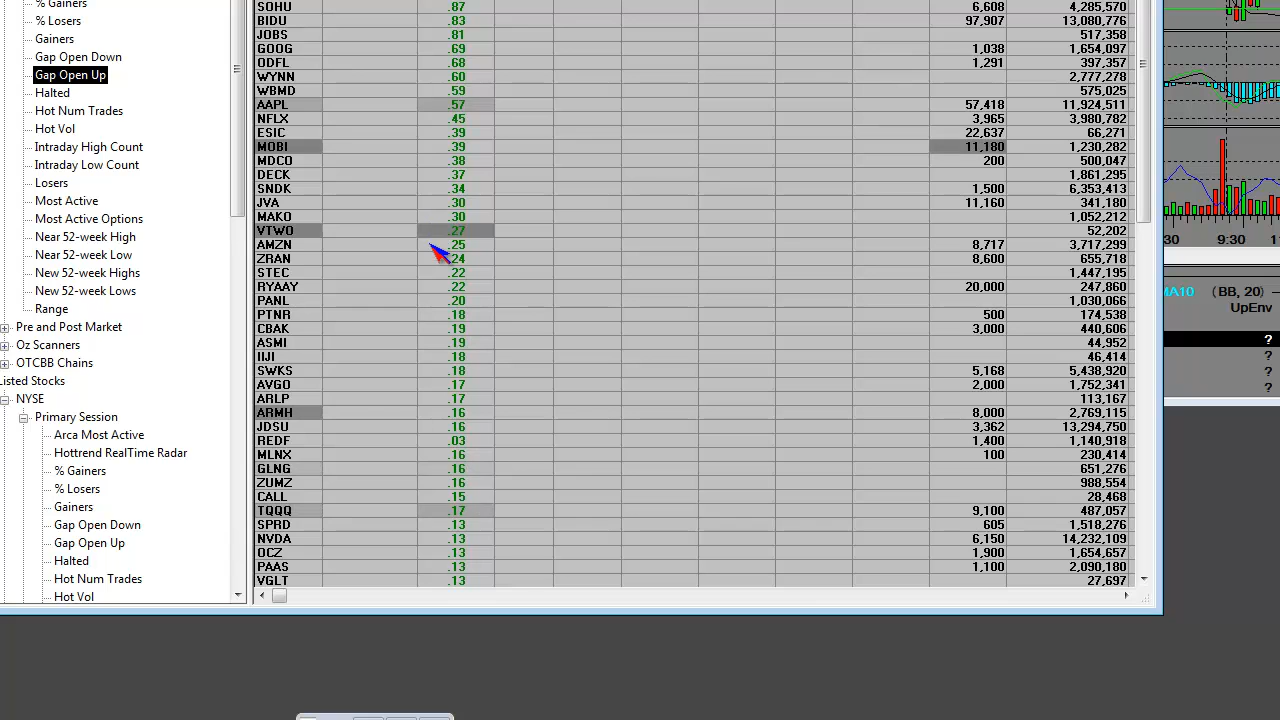 % Gainers
% Losers
Gainers
Gap Open Down
Gap Open Up
Halted
Hot Num Trades
Hot Vol
Intraday High Count
Intraday Low Count
Losers
Most Active
Most Active Options
Near 52-week High
Near 52-week Low
New 52-week Highs
New 52-week Lows
Range
Pre and Post Market
Oz Scanners
OTCBB Chains
Listed Stocks
NYSE
Primary Session
Arca Most Active
Hottrend RealTime Radar
% Gainers
% Losers
Gainers
Gap Open Down
Gap Open Up
Halted
Hot Num Trades
Hot Vol
SOHU .87 6,608 4,285,570
BIDU .83 97,907 13,080,776
JOBS .81 517,358
GOOG .69 1,038 1,654,097
ODFL .68 1,291 397,357
WYNN .60 2,777,278
WBMD .59 575,025
AAPL .57 57,418 11,924,511
NFLX .45 3,965 3,980,782
ESIC .39 22,637 66,271
MOBI .39 11,180 1,230,282
MDCO .38 200 500,047
DECK .37 1,861,295
SNDK .34 1,500 6,353,413
JVA .30 11,160 341,180
MAKO .30 1,052,212
VTWO .27 52,202
AMZN .25 8,717 3,717,299
ZRAN .24 8,600 655,718
STEC .22 1,447,195
RYAAY .22 20,000 247,860
PANL .20 1,030,066
PTNR .18 500 174,538
CBAK .19 3,000 440,606
ASMI .19 44,952
IIJI .18 46,414
SWKS .18 5,168 5,438,920
AVGO .17 2,000 1,752,341
ARLP .17 113,167
ARMH .16 8,000 2,769,115
JDSU .16 3,362 13,294,750
REDF .03 1,400 1,140,918
MLNX .16 100 230,414
GLNG .16 651,276
ZUMZ .16 988,554
CALL .15 28,468
TQQQ .17 9,100 487,057
SPRD .13 605 1,518,276
NVDA .13 6,150 14,232,109
OCZ .13 1,900 1,654,657
PAAS .13 1,100 2,090,180
VGLT .13 27,697
30 9:30 11
MA10 (BB, 20) –
UpEnv
?
?
?
?